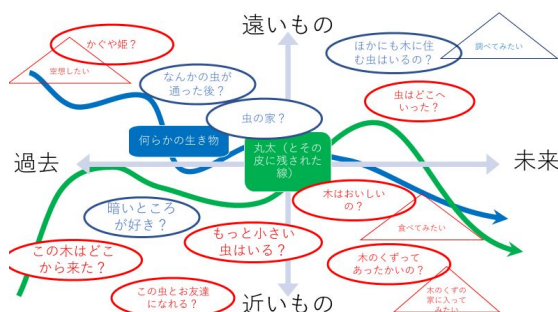 遠いもの
かぐや姫？
空想したい
ほかにも木に住
む虫はいるの？
調べてみたい
なんかの虫が
通った後？
虫はどこへ
いった？
虫の家？
何らかの生き物
丸太（とその
皮に残された
線）
過去
未来
木はおいしい
の？
暗いところ
が好き？
食べてみたい
もっと小さい
虫はいる？
この木はどこ
から来た？
木のくずって
あったかいの？
この虫とお友達
になれる？
近いもの
木のくずの
家に入って
みたい